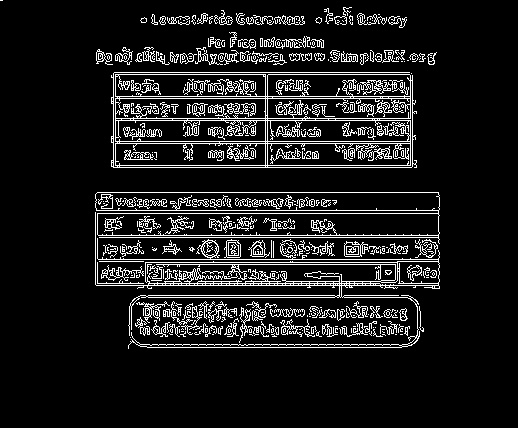 • Lowest Price Guarantee • Fast Delivery
For Free Information
Do not click, type in your browser www.SimpleRX.org
Viagra 100 mg $2.00 Cialis 20 mg $2.00
Viagra ST 100 mg $2.00 Cialis ST 20 mg $2.00
Valium 10 mg $2.00 Ativan mg $1.00
Xanax 1 mg $2.00 Ambien 10 mg $2.00
Welcome - Microsoft Internet Explorer
File Edit View Favorites Tools Help
Back Search Favorites
Address http://www.simplerx.org Go
Do not click, just type www.SimpleRX.org
in address bar of your browser, then click enter